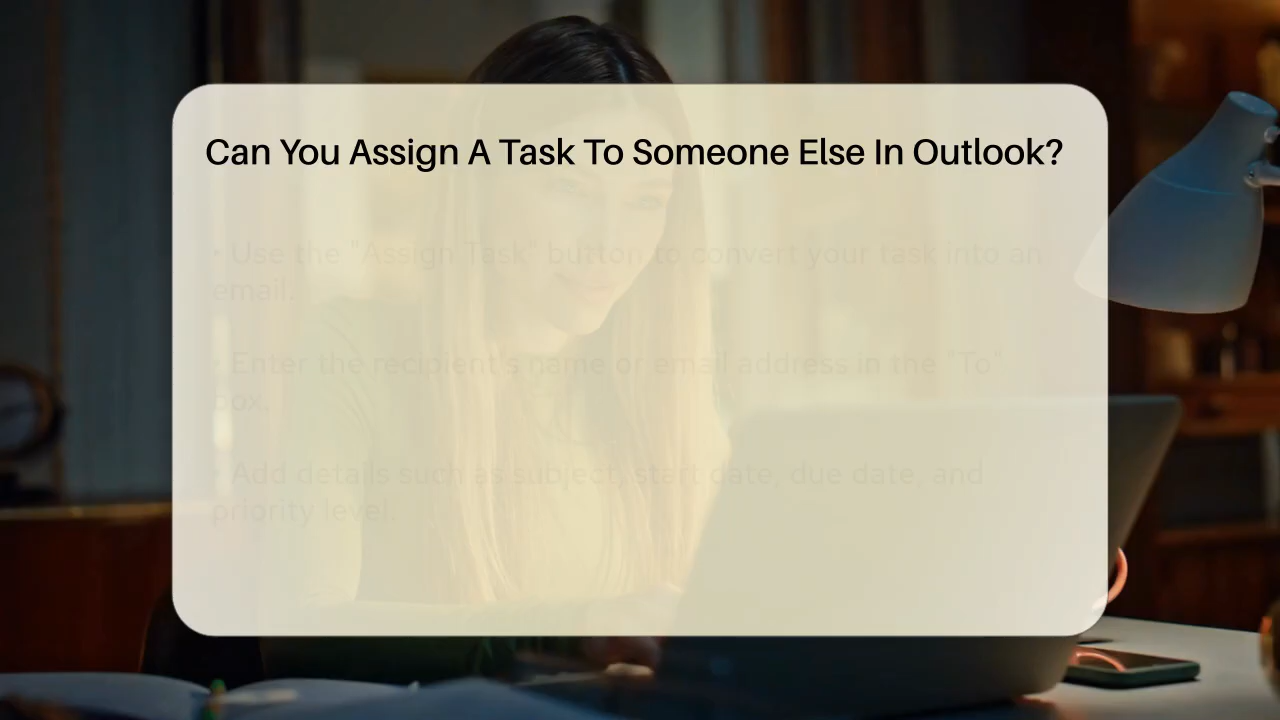 Can You Assign A Task To Someone Else In Outlook?
• Use the "Assign Task" button to convert your task into an
email.
• Enter the recipient's name or email address in the "To"
box.
• Add details such as subject, start date, due date, and
priority level.